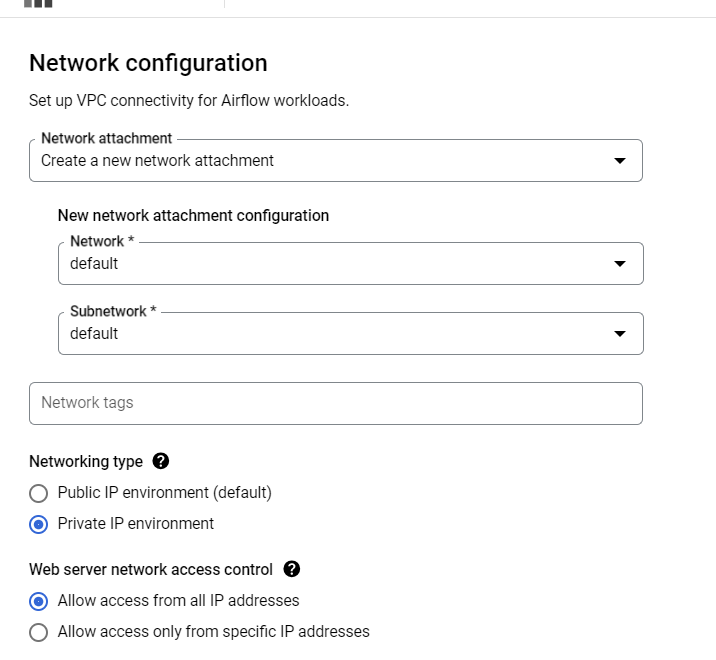 Network configuration
Set up VPC connectivity for Airflow workloads.
Network attachment
Create a new network attachment
New network attachment configuration
Network *
default
Subnetwork *
default
Network tags
Networking type ?
Public IP environment (default)
Private IP environment
Web server network access control ?
Allow access from all IP addresses
Allow access only from specific IP addresses